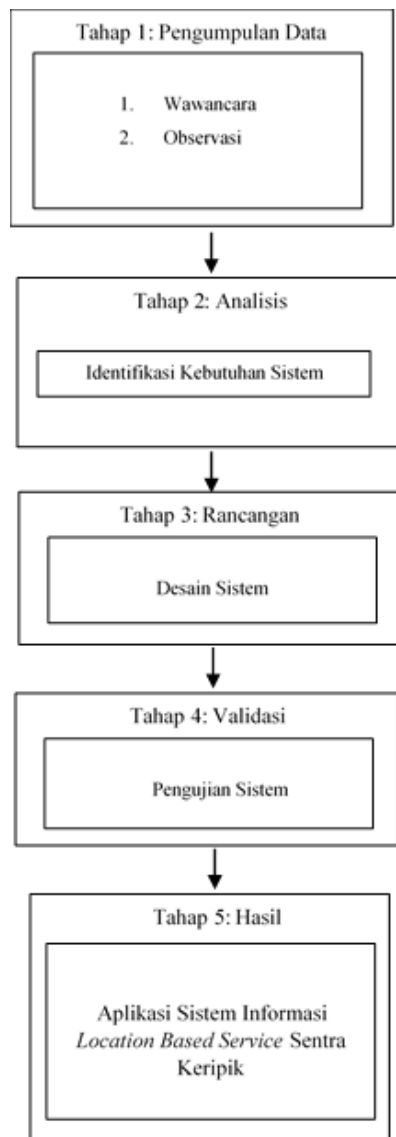 Tahap 1: Pengumpulan Data
1. Wawancara
2. Observasi
Tahap 2: Analisis
Identifikasi Kebutuhan Sistem
Tahap 3: Rancangan
Desain Sistem
Tahap 4: Validasi
Pengujian Sistem
Tahap 5: Hasil
Aplikasi Sistem Informasi
Location Based Service Sentra
Keripik